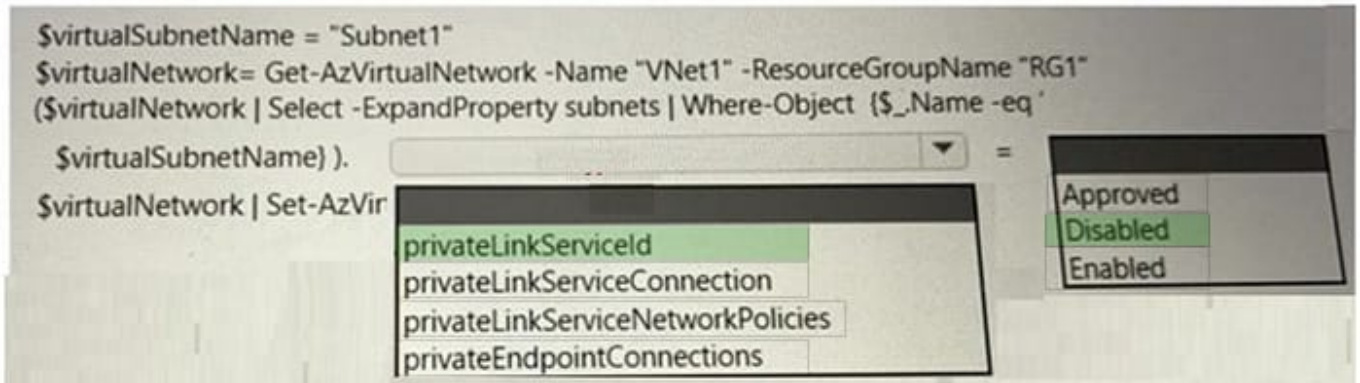 $virtualSubnetName = "Subnet1"
$virtualNetwork= Get-AzVirtualNetwork -Name "VNet1" -ResourceGroupName "RG1"
($virtualNetwork | Select -ExpandProperty subnets | Where-Object {$_.Name -eq '
$virtualSubnetName} ). =
$virtualNetwork | Set-AzVir
privateLinkServiceId
privateLinkServiceConnection
privateLinkServiceNetworkPolicies
privateEndpointConnections
Approved
Disabled
Enabled